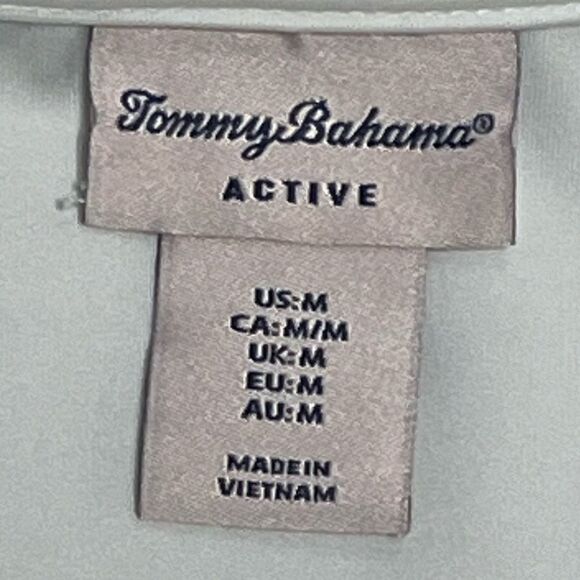 Tommy Bahama®
ACTIVE
US:M
CA:M/M
UK:M
EU:M
AU:M
MADE IN
VIETNAM